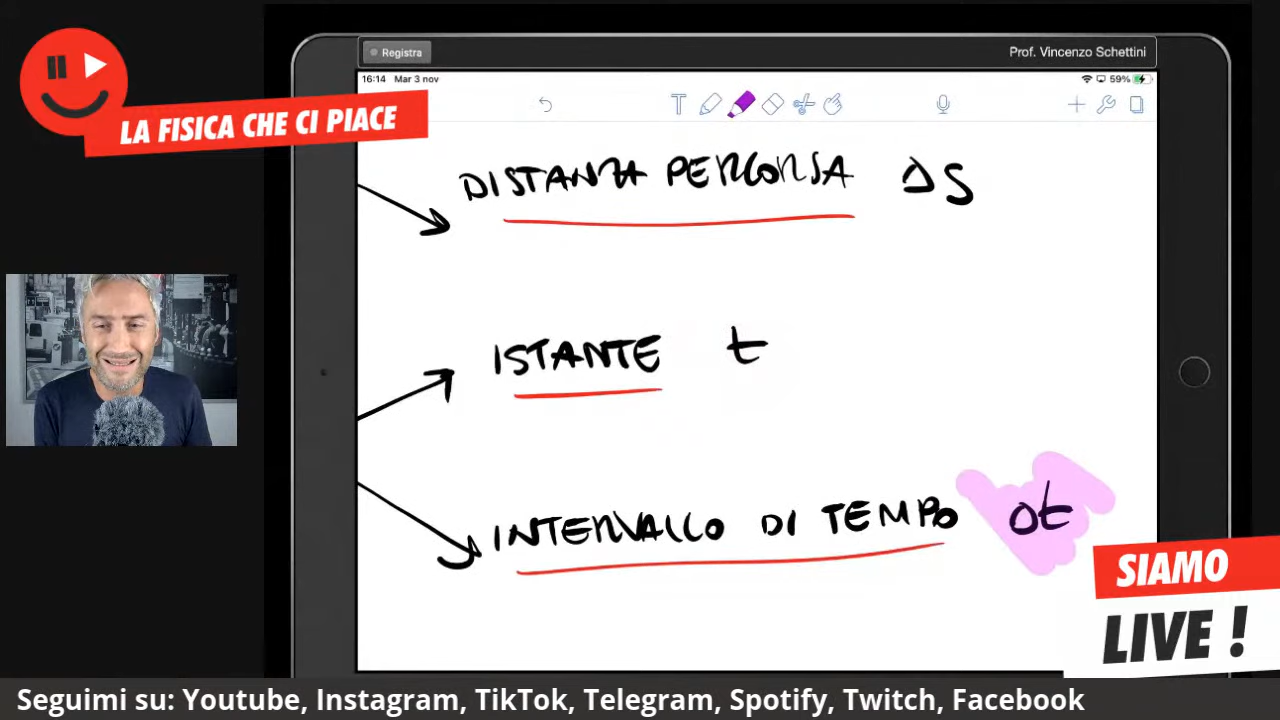 Registra
Prof. Vincenzo Schettini
16:14 Mar 3 nov
59%
LA FISICA CHE CI PIACE
T
DISTANZA PERCORSA ΔS
ISTANTE t
INTERVALLO DI TEMPO Δt
SIAMO
LIVE !
Seguimi su: Youtube, Instagram, TikTok, Telegram, Spotify, Twitch, Facebook